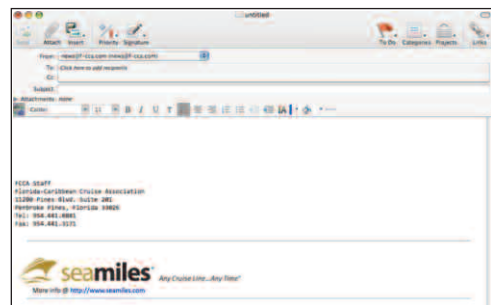 untitled
Send Attach Insert Priority Signature To Do Categories Projects Links
From:
To: Click here to add recipients
Cc:
Subject:
Attachments: none
B I U T
FCCA Staff
Florida-Caribbean Cruise Association
11200 Pines Blvd. Suite 201
Pembroke Pines, Florida 33026
Tel: 954.441.8881
Fax: 954.441.3171
seamiles Any Cruise Line...Any Time"
More info @ http://www.seamiles.com